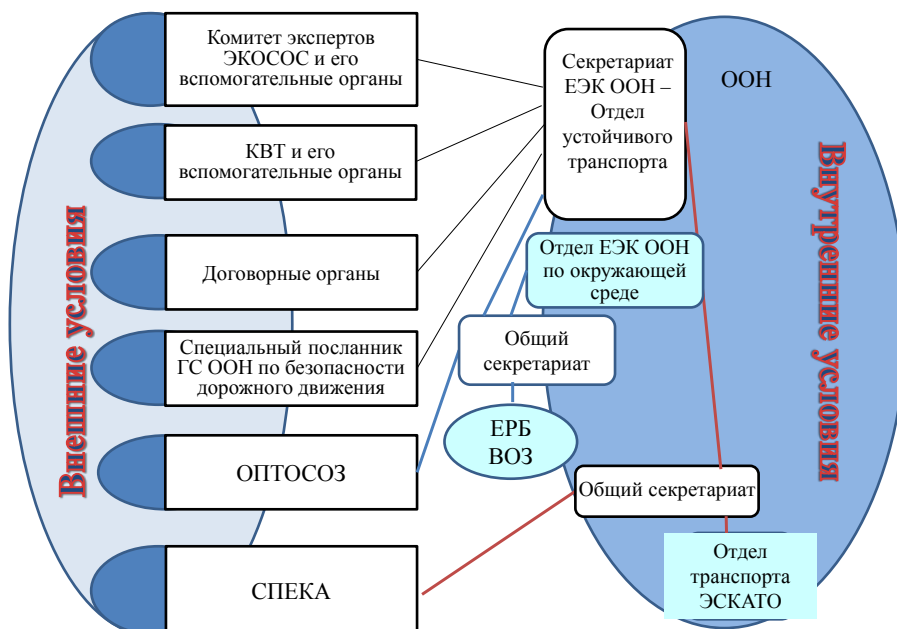 Внешние условия
Комитет экспертов
ЭКОСОС и его
вспомогательные органы
КВТ и его
вспомогательные органы
Договорные органы
Специальный посланник
ГС ООН по безопасности
дорожного движения
ОПТОСОЗ
СПЕКА
Секретариат
ЕЭК ООН –
Отдел
устойчивого
транспорта
ООН
Отдел ЕЭК ООН
по окружающей
среде
Общий
секретариат
ЕРБ
ВОЗ
Общий секретариат
Отдел
транспорта
ЭСКАТО
Внутренние условия